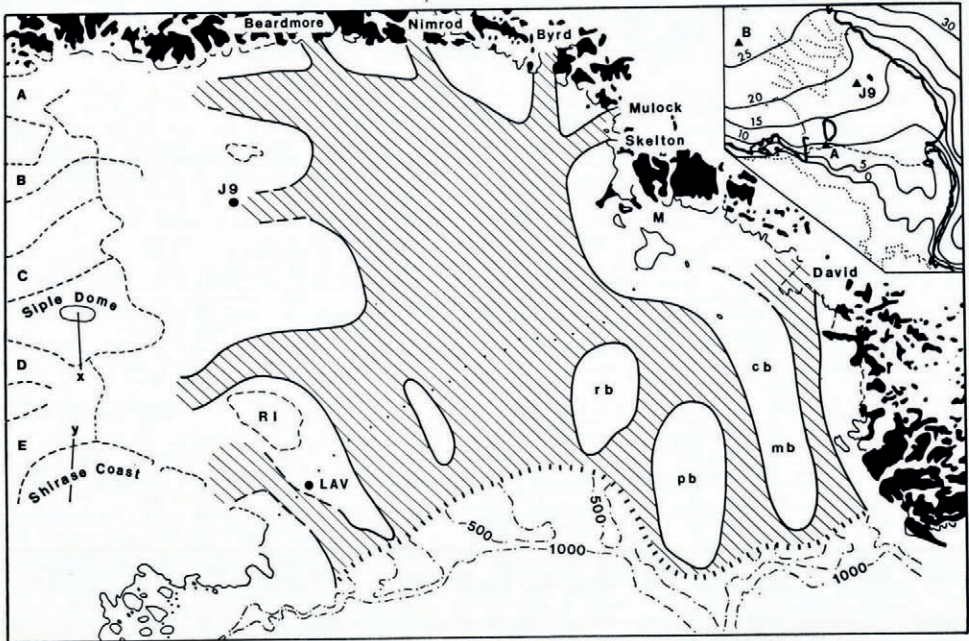 Beardmore
Nimrod
Byrd
Mulock
Skelton
M
David
A
B
J9
C
Siple Dome
D
x
y
E
Shirase Coast
RI
LAV
rb
pb
cb
mb
500
500
1000
1000
B
25
30
J9
20
15
10
A
5
0